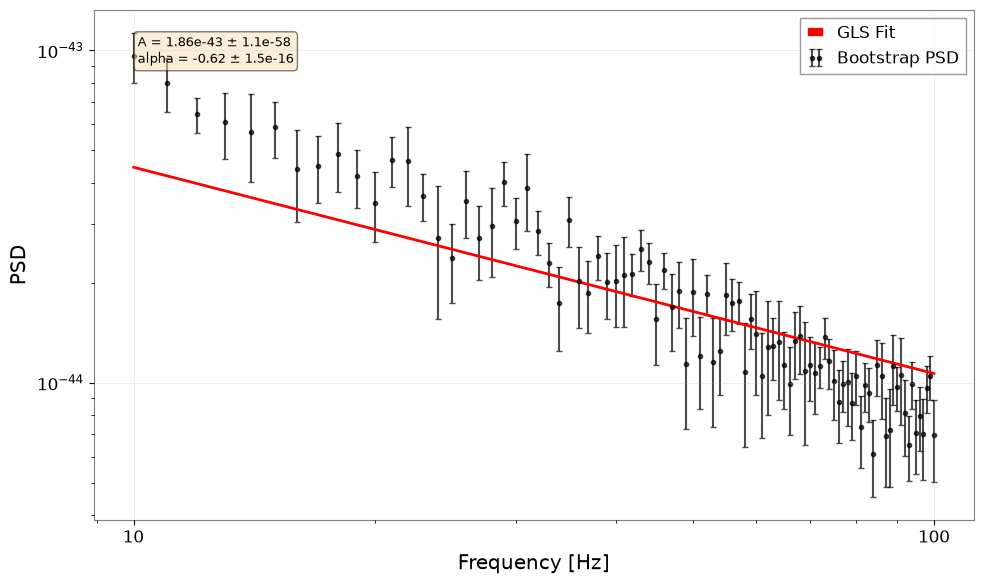 A = 1.86e-43 ± 1.1e-58
alpha = -0.62 ± 1.5e-16
GLS Fit
Bootstrap PSD
10⁻⁴³
10⁻⁴⁴
PSD
10
100
Frequency [Hz]